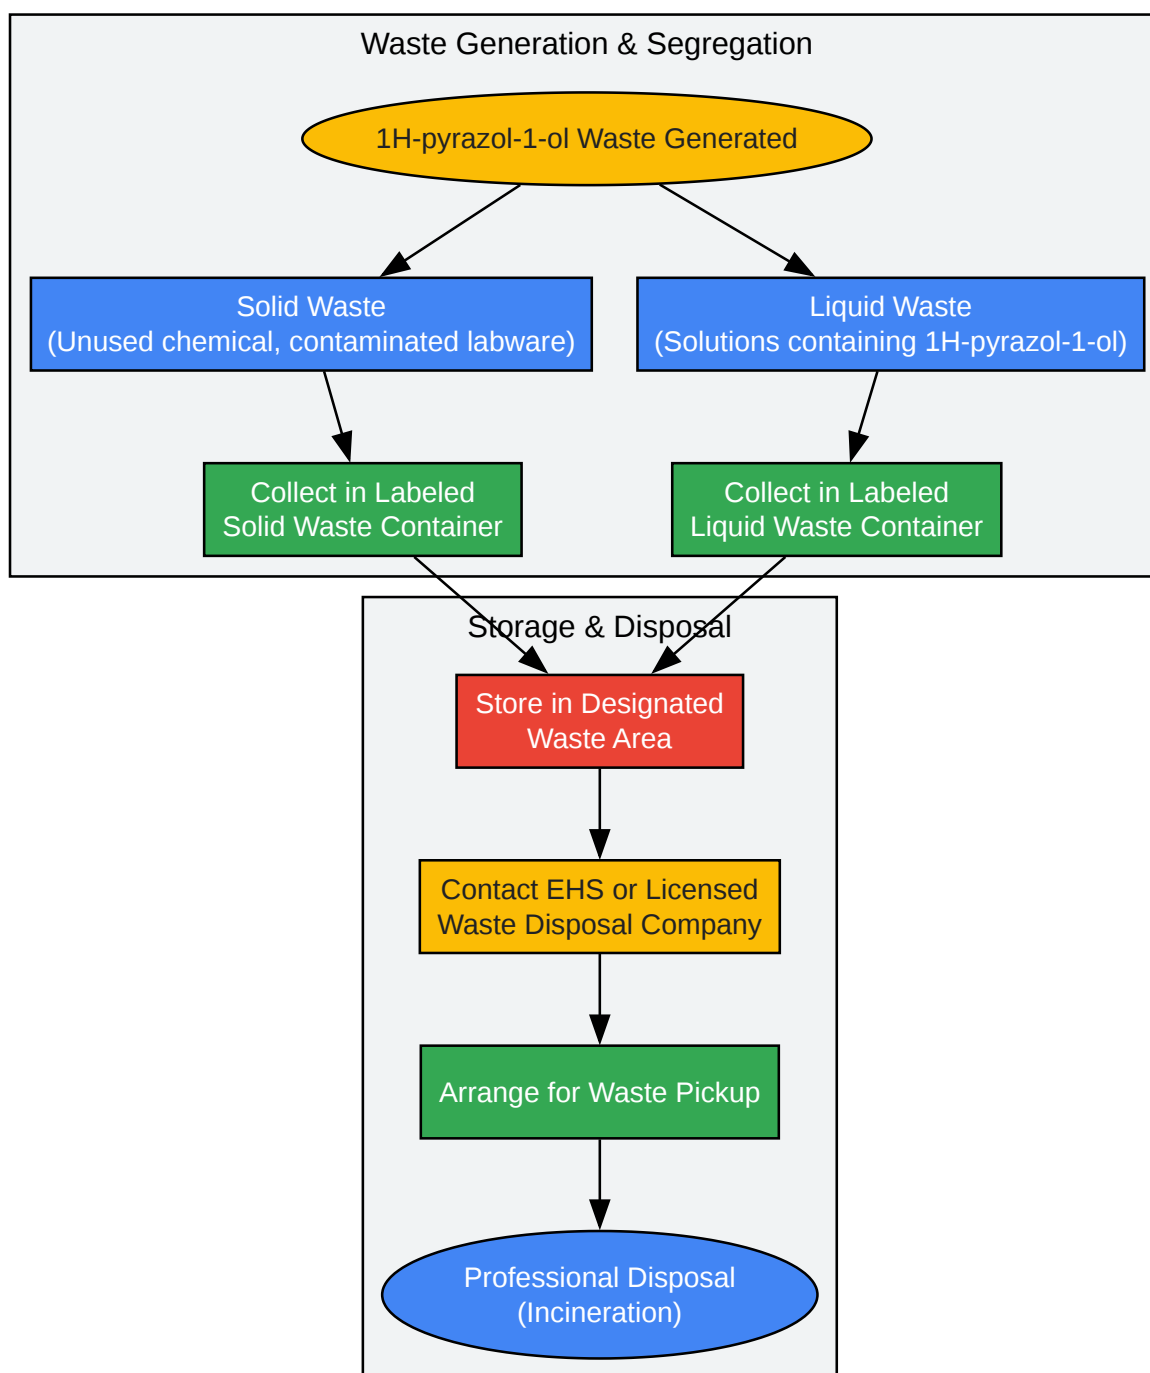 Waste Generation & Segregation
1H-pyrazol-1-ol Waste Generated
Solid Waste
(Unused chemical, contaminated labware)
Liquid Waste
(Solutions containing 1H-pyrazol-1-ol)
Collect in Labeled
Solid Waste Container
Collect in Labeled
Liquid Waste Container
Storage & Disposal
Store in Designated
Waste Area
Contact EHS or Licensed
Waste Disposal Company
Arrange for Waste Pickup
Professional Disposal
(Incineration)